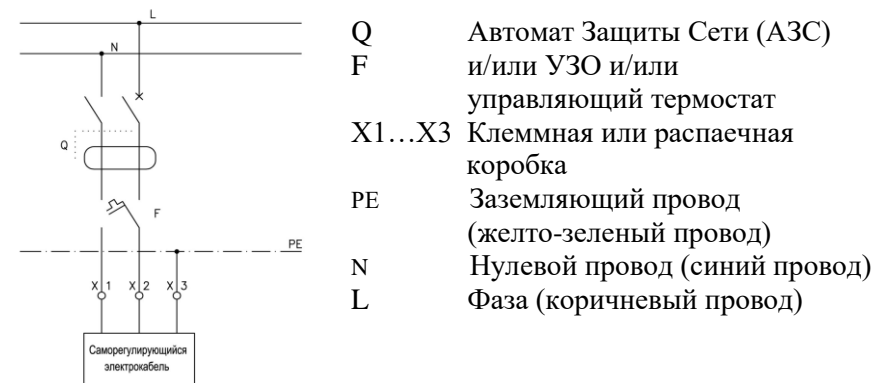 L
N
Q
F
PE
X 1 X 2 X 3
Саморегулирующийся
электрокабель
Q Автомат Защиты Сети (АЗС)
F и/или УЗО и/или
управляющий термостат
X1…X3 Клеммная или распаечная
коробка
PE Заземляющий провод
(желто-зеленый провод)
N Нулевой провод (синий провод)
L Фаза (коричневый провод)